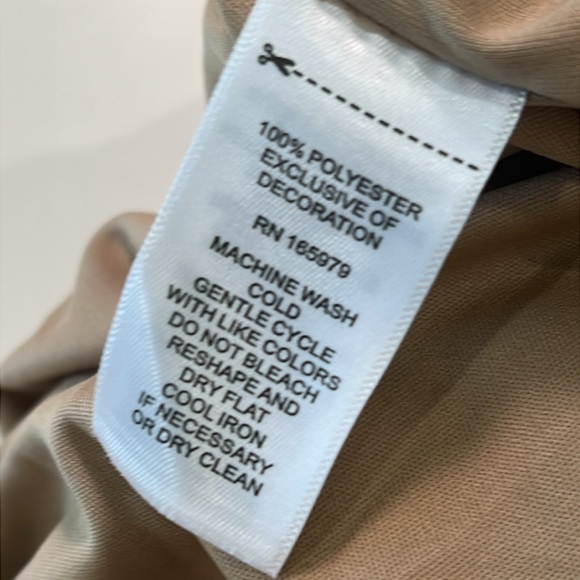 100% POLYESTER
EXCLUSIVE OF
DECORATION
RN 165979
MACHINE WASH
COLD
GENTLE CYCLE
WITH LIKE COLORS
DO NOT BLEACH
RESHAPE AND
DRY FLAT
COOL IRON
IF NECESSARY
OR DRY CLEAN